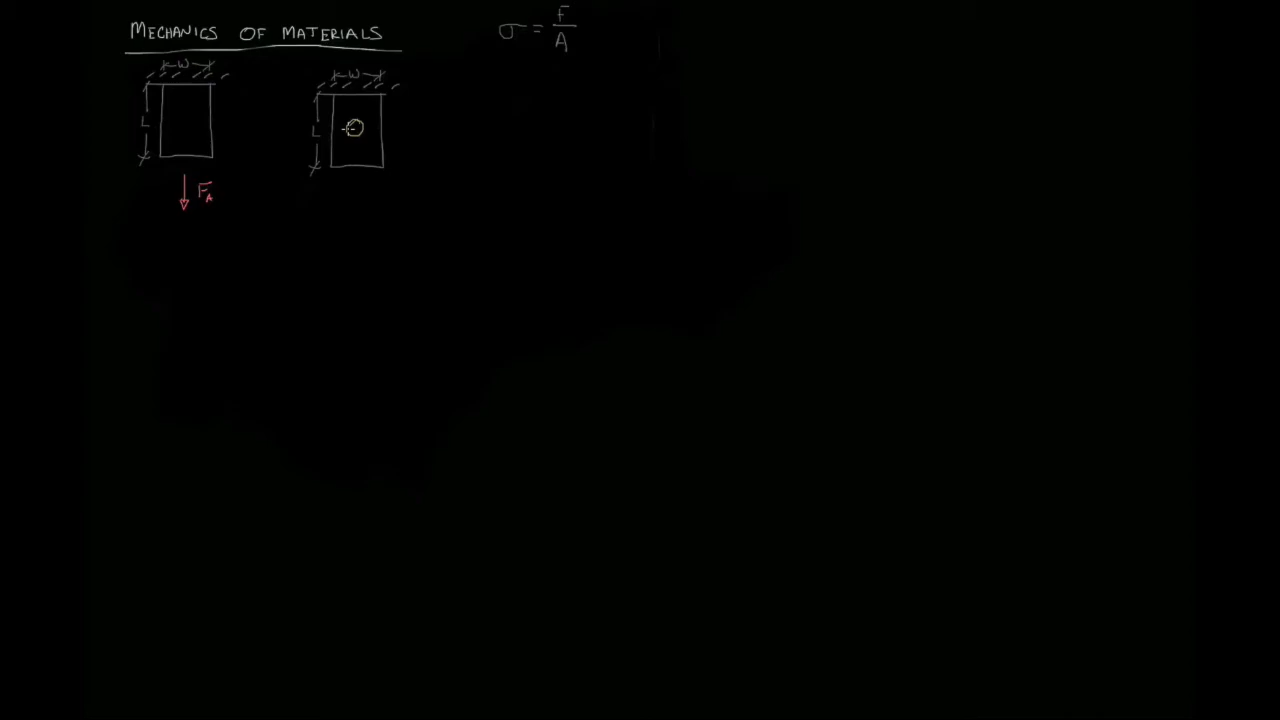 MECHANICS OF MATERIALS
σ = F/A
W
L
F_A
W
L